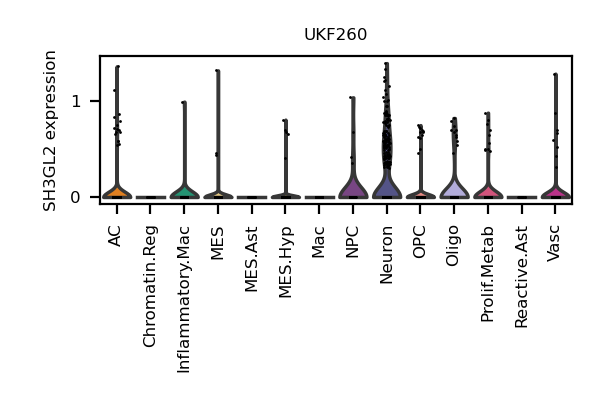 UKF260
SH3GL2 expression
1
0
AC
Chromatin.Reg
Inflammatory.Mac
MES
MES.Ast
MES.Hyp
Mac
NPC
Neuron
OPC
Oligo
Prolif.Metab
Reactive.Ast
Vasc